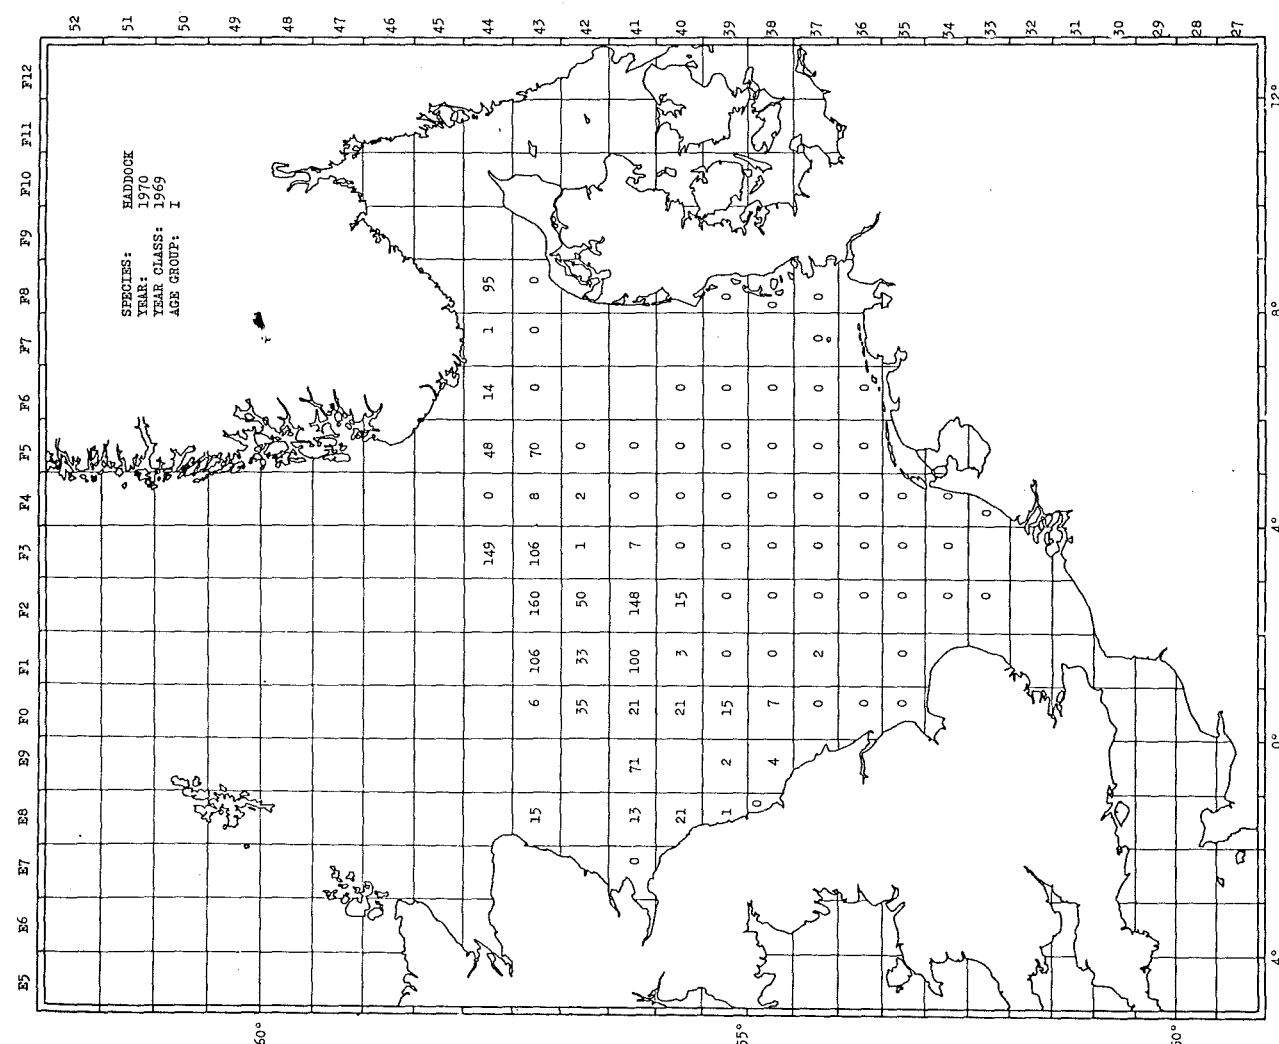 E5 E6 E7 E8 E9 F0 F1 F2 F3 F4 F5 F6 F7 F8 F9 F10 F11 F12
52
51
SPECIES: HADDOCK
YEAR: 1970
YEAR CLASS: 1969
AGE GROUP: I
50
49
60° 48
47
46
45
149 0 48 14 1 95 44
15 6 106 160 106 8 70 0 0 0 43
35 33 50 1 2 0 42
0 13 71 21 100 148 7 0 0 41
21 21 3 15 0 0 0 0 40
1 2 15 0 0 0 0 0 0 0 39
55° 0 4 7 0 0 0 0 0 0 0 38
0 2 0 0 0 0 0 0 0 37
0 0 0 0 0 0 36
0 0 0 0 0 35
0 0 0 34
0 0 33
32
31
30
29
50° 28
27
4° 0° 4° 8° 12°